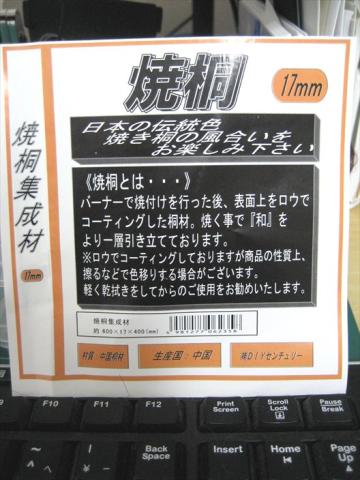 焼桐
17mm
日本の伝統色
焼き桐の風合いを
お楽しみ下さい
焼桐集成材
17mm
《焼桐とは・・・》
バーナーで焼付けを行った後、表面上をロウで
コーティングした桐材。焼く事で『和』を
より一層引き立てております。
※ロウでコーティングしておりますが商品の性質上、
擦るなどで色移りする場合がございます。
軽く乾拭きをしてからのご使用をお勧めいたします。
焼桐集成材
約 600×17×400(mm)
4981277062358
材質：中国桐材
生産国：中国
㈱DIYセンチュリー
F9
F10
F11
F12
Print
Screen
Scroll
Lock
Pause
Break
~
^
|
¥
Back
Space
Insert
Home
Page
Up